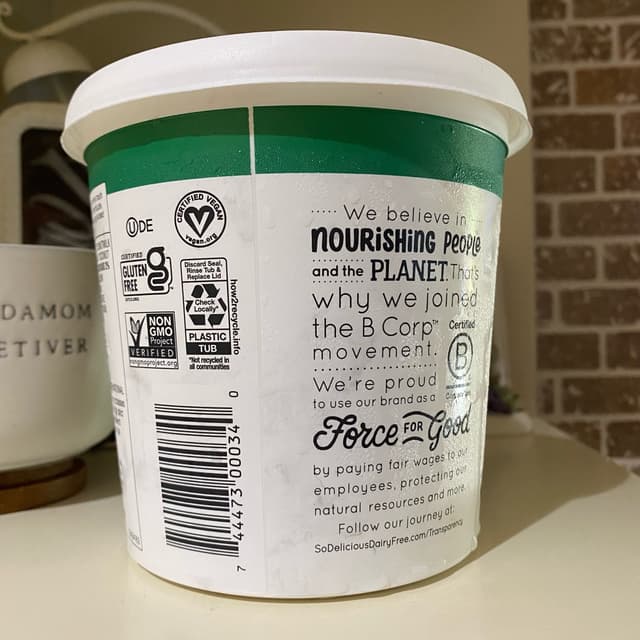 DAMOM
ETIVER
U DE
CERTIFIED VEGAN
vegan.org
CERTIFIED
GLUTEN
FREE
g
NON
GMO
Project
VERIFIED
nongmoproject.org
Discard Seal,
Rinse Tub &
Replace Lid
Check
Locally*
PLASTIC
TUB
*Not recycled in
all communities
how2recycle.info
7 44473 00034 0
We believe in
NOURISHING PEOPLE
and the PLANET. That's
why we joined
the B Corp™
movement.
Certified
B
We're proud
to use our brand as a
Force FOR Good
by paying fair wages to our
employees, protecting our
natural resources and more.
Follow our journey at:
SoDeliciousDairyFree.com/Transparency